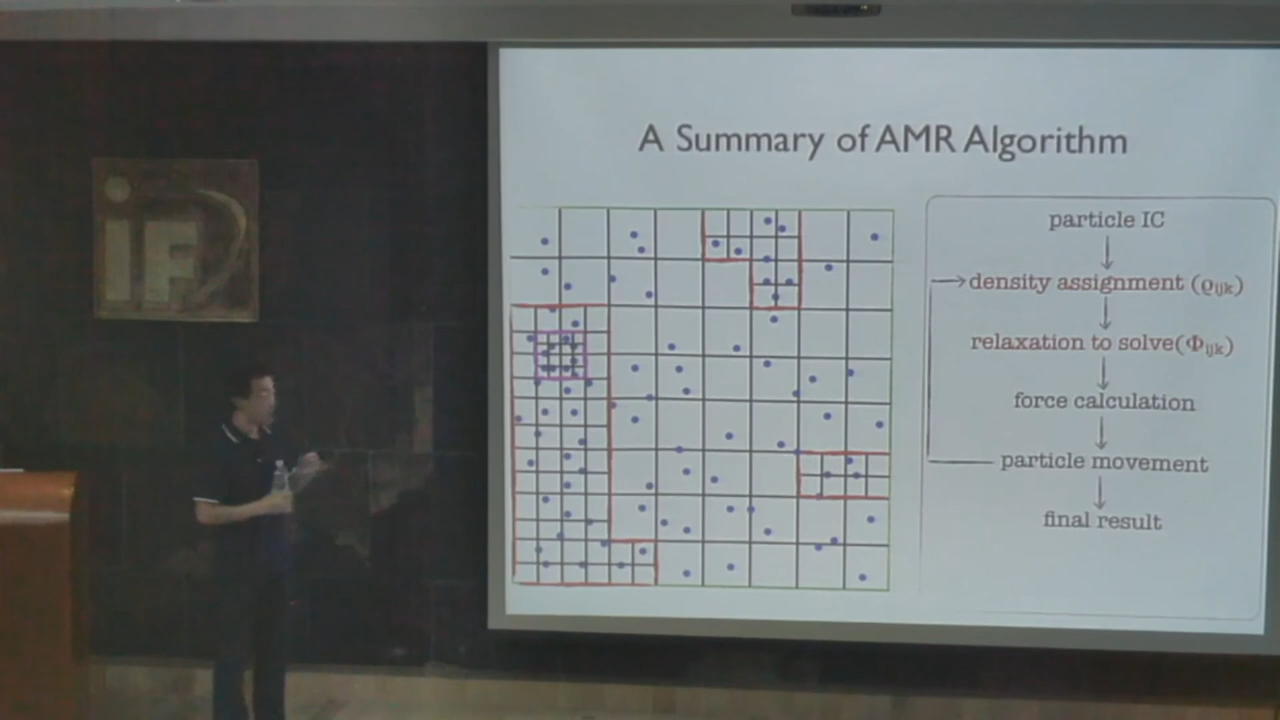 iF
A Summary of AMR Algorithm
particle IC
density assignment (ρijk)
relaxation to solve(Φijk)
force calculation
particle movement
final result